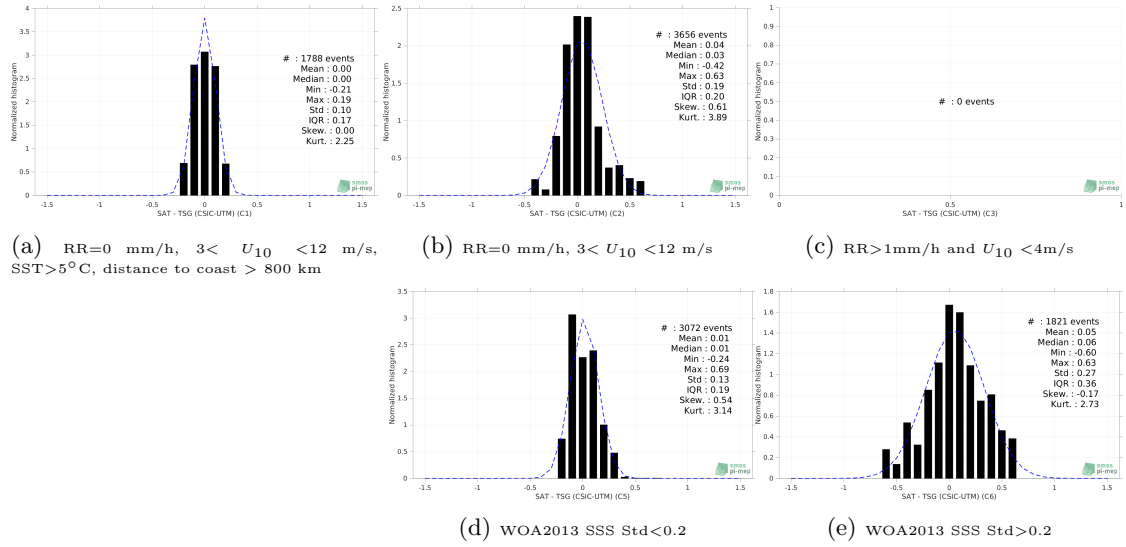 4
3.5
3
2.5
2
1.5
1
0.5
0
-1.5 -1 -0.5 0 0.5 1 1.5
Normalized histogram
SAT - TSG (CSIC-UTM) (C1)
# : 1788 events
Mean : 0.00
Median : 0.00
Min : -0.21
Max : 0.19
Std : 0.10
IQR : 0.17
Skew. : 0.00
Kurt. : 2.25
smos
pi-mep
(a) RR=0 mm/h, 3< U10 <12 m/s,
SST>5°C, distance to coast > 800 km
2.5
2
1.5
1
0.5
0
-1.5 -1 -0.5 0 0.5 1 1.5
Normalized histogram
SAT - TSG (CSIC-UTM) (C2)
# : 3656 events
Mean : 0.04
Median : 0.03
Min : -0.42
Max : 0.63
Std : 0.19
IQR : 0.20
Skew. : 0.61
Kurt. : 3.89
smos
pi-mep
(b) RR=0 mm/h, 3< U10 <12 m/s
1
0.9
0.8
0.7
0.6
0.5
0.4
0.3
0.2
0.1
0
0 0.5 1
Normalized histogram
SAT - TSG (CSIC-UTM) (C3)
# : 0 events
smos
pi-mep
(c) RR>1mm/h and U10 <4m/s
3.5
3
2.5
2
1.5
1
0.5
0
-1.5 -1 -0.5 0 0.5 1 1.5
Normalized histogram
SAT - TSG (CSIC-UTM) (C5)
# : 3072 events
Mean : 0.01
Median : 0.01
Min : -0.24
Max : 0.69
Std : 0.13
IQR : 0.19
Skew. : 0.54
Kurt. : 3.14
smos
pi-mep
(d) WOA2013 SSS Std<0.2
1.8
1.6
1.4
1.2
1
0.8
0.6
0.4
0.2
0
-1.5 -1 -0.5 0 0.5 1 1.5
Normalized histogram
SAT - TSG (CSIC-UTM) (C6)
# : 1821 events
Mean : 0.05
Median : 0.06
Min : -0.60
Max : 0.63
Std : 0.27
IQR : 0.36
Skew. : -0.17
Kurt. : 2.73
smos
pi-mep
(e) WOA2013 SSS Std>0.2